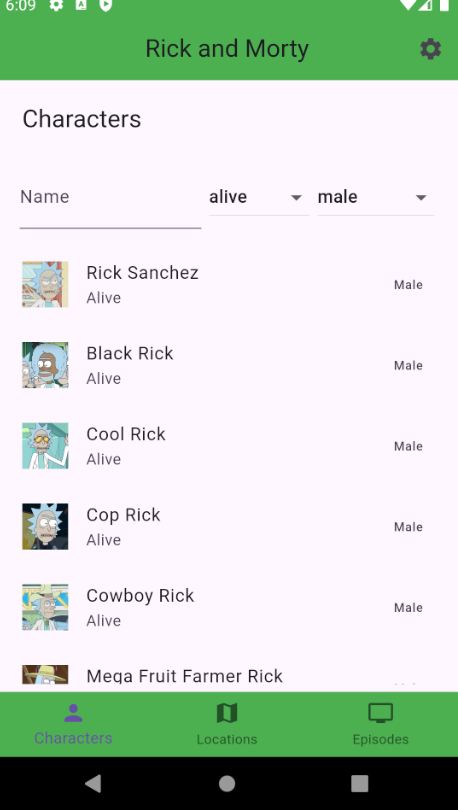 6:09
Rick and Morty
Characters
Name alive male
Rick Sanchez
Alive
Male
Black Rick
Alive
Male
Cool Rick
Alive
Male
Cop Rick
Alive
Male
Cowboy Rick
Alive
Male
Mega Fruit Farmer Rick
Characters Locations Episodes